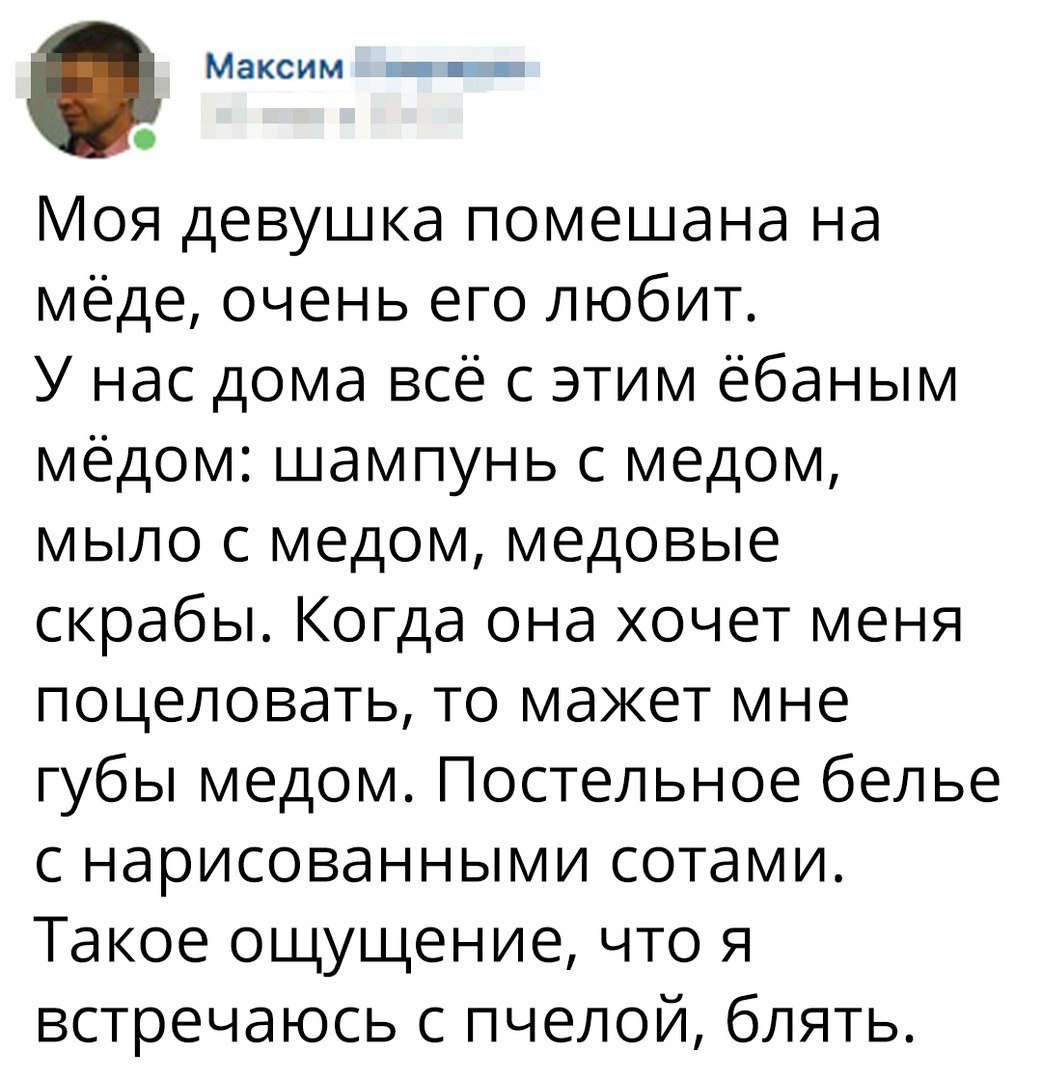 Максим
Моя девушка помешана на
мёде, очень его любит.
У нас дома всё с этим ёбаным
мёдом: шампунь с медом,
мыло с медом, медовые
скрабы. Когда она хочет меня
поцеловать, то мажет мне
губы медом. Постельное белье
с нарисованными сотами.
Такое ощущение, что я
встречаюсь с пчелой, блять.